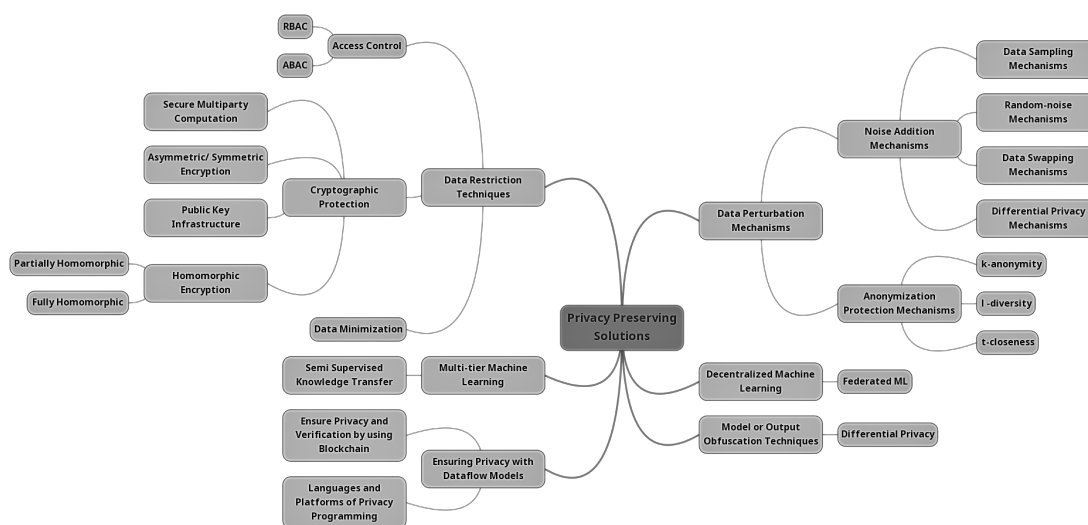 RBAC
Access Control
ABAC
Secure Multiparty
Computation
Asymmetric/ Symmetric
Encryption
Public Key
Infrastructure
Cryptographic
Protection
Data Restriction
Techniques
Partially Homomorphic
Fully Homomorphic
Homomorphic
Encryption
Data Minimization
Semi Supervised
Knowledge Transfer
Multi-tier Machine
Learning
Ensure Privacy and
Verification by using
Blockchain
Ensuring Privacy with
Dataflow Models
Languages and
Platforms of Privacy
Programming
Privacy Preserving
Solutions
Data Perturbation
Mechanisms
Noise Addition
Mechanisms
Data Sampling
Mechanisms
Random-noise
Mechanisms
Data Swapping
Mechanisms
Differential Privacy
Mechanisms
Anonymization
Protection Mechanisms
k-anonymity
l -diversity
t-closeness
Decentralized Machine
Learning
Federated ML
Model or Output
Obfuscation Techniques
Differential Privacy